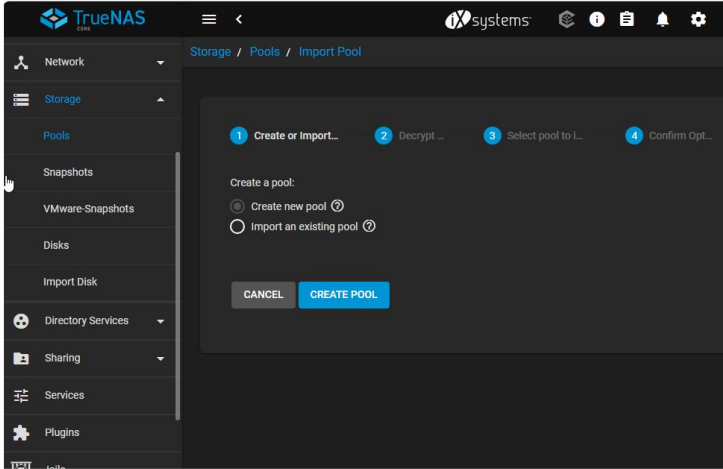 TrueNAS
CORE
iX systems
Network
Storage / Pools / Import Pool
Storage
Pools
Snapshots
VMware-Snapshots
Disks
Import Disk
Directory Services
Sharing
Services
Plugins
Jails
1 Create or Import... 2 Decrypt ... 3 Select pool to i... 4 Confirm Opt...
Create a pool:
Create new pool ?
Import an existing pool ?
CANCEL CREATE POOL